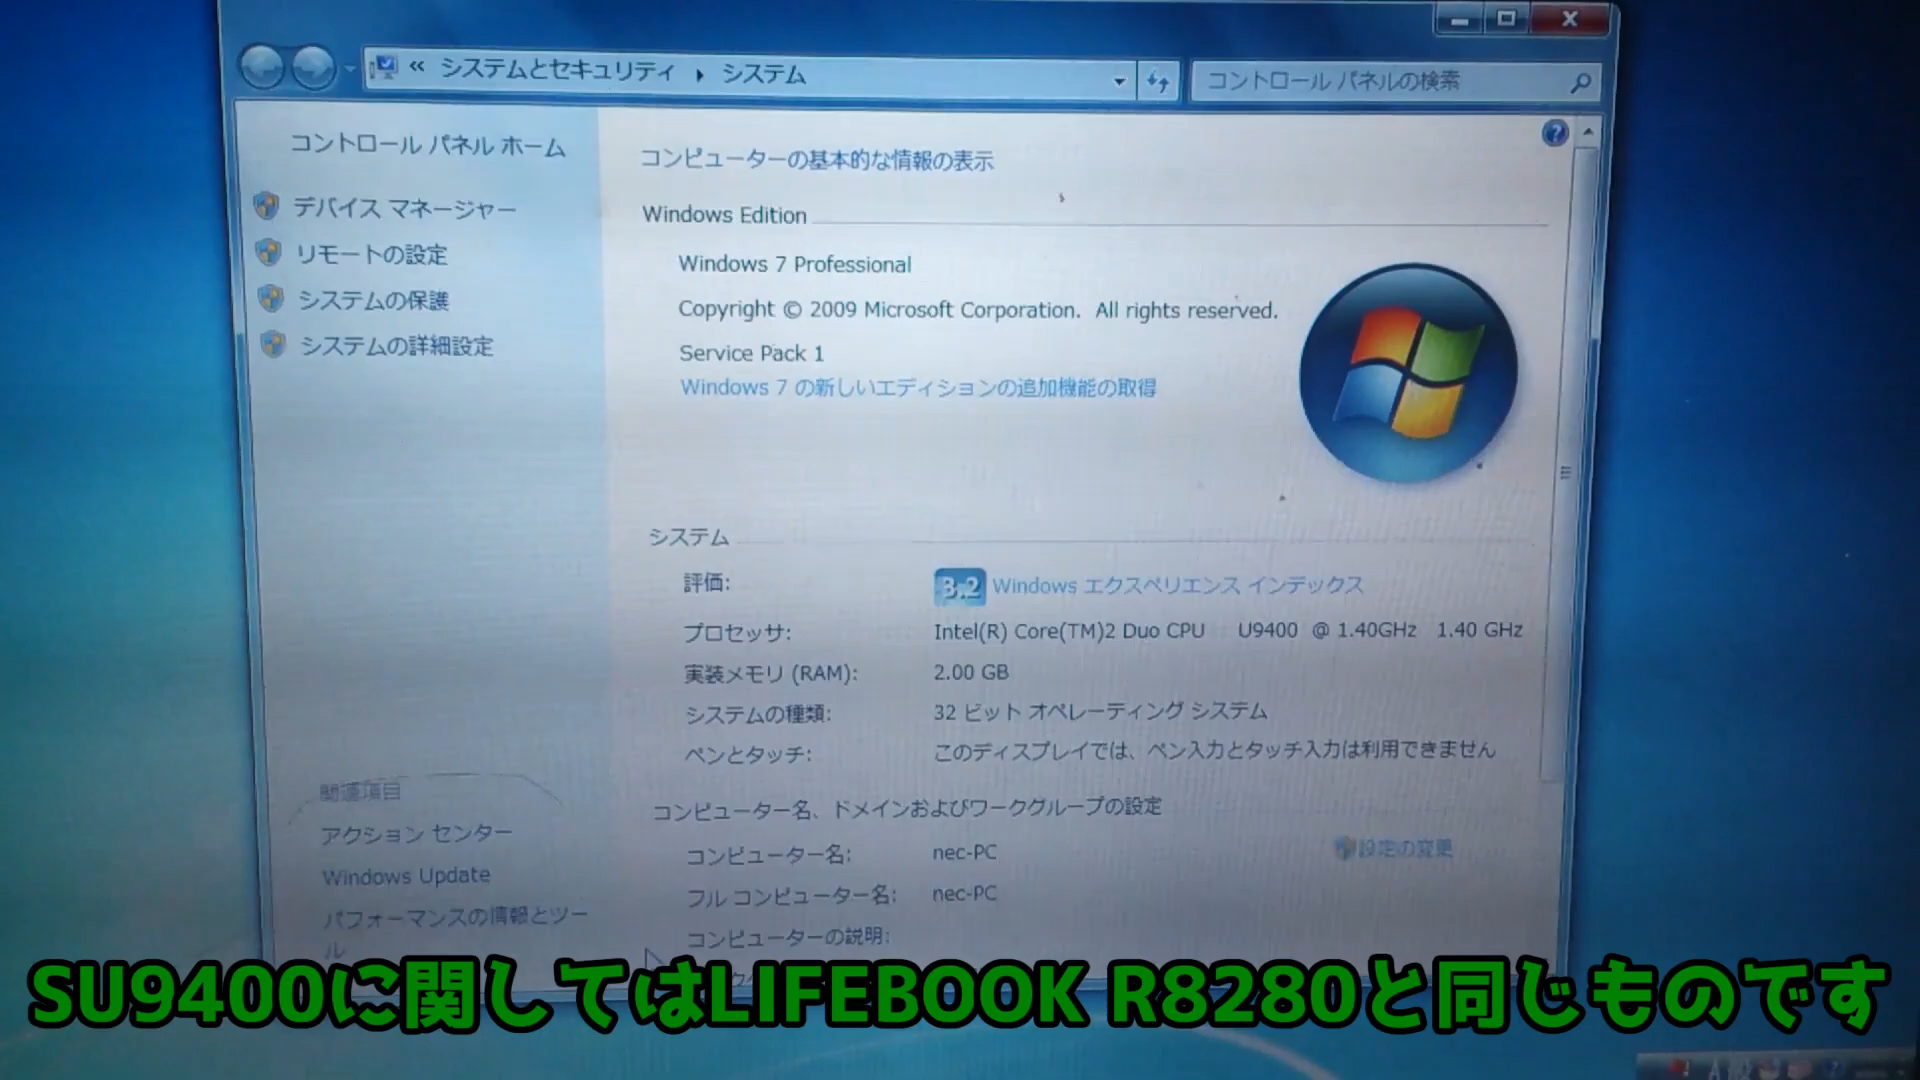 « システムとセキュリティ ▸ システム
コントロール パネルの検索
コントロール パネル ホーム
デバイス マネージャー
リモートの設定
システムの保護
システムの詳細設定
関連項目
アクション センター
Windows Update
パフォーマンスの情報とツー
ル
コンピューターの基本的な情報の表示
Windows Edition
Windows 7 Professional
Copyright © 2009 Microsoft Corporation. All rights reserved.
Service Pack 1
Windows 7 の新しいエディションの追加機能の取得
システム
評価: 3.2 Windows エクスペリエンス インデックス
プロセッサ: Intel(R) Core(TM)2 Duo CPU U9400 @ 1.40GHz 1.40 GHz
実装メモリ (RAM): 2.00 GB
システムの種類: 32 ビット オペレーティング システム
ペンとタッチ: このディスプレイでは、ペン入力とタッチ入力は利用できません
コンピューター名、ドメインおよびワークグループの設定
コンピューター名: nec-PC
設定の変更
フル コンピューター名: nec-PC
コンピューターの説明:
SU9400に関してはLIFEBOOK R8280と同じものです